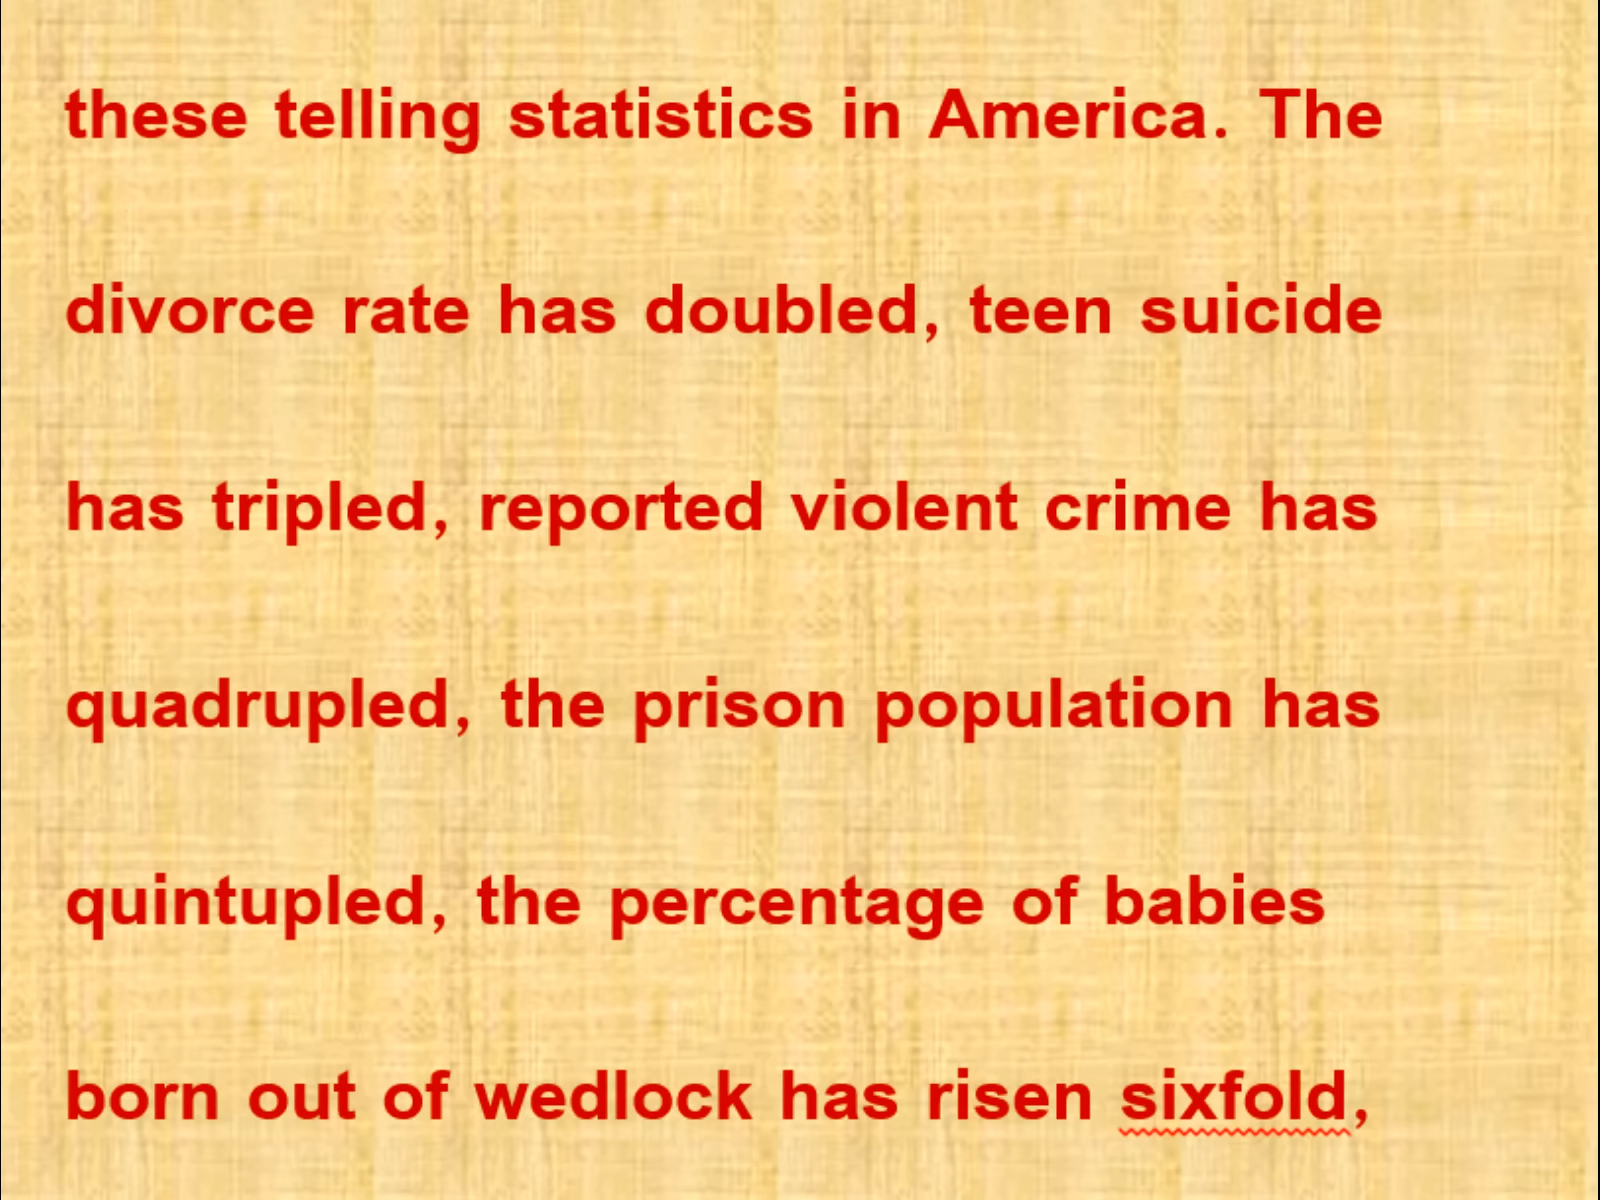 these telling statistics in America. The
divorce rate has doubled, teen suicide
has tripled, reported violent crime has
quadrupled, the prison population has
quintupled, the percentage of babies
born out of wedlock has risen sixfold,